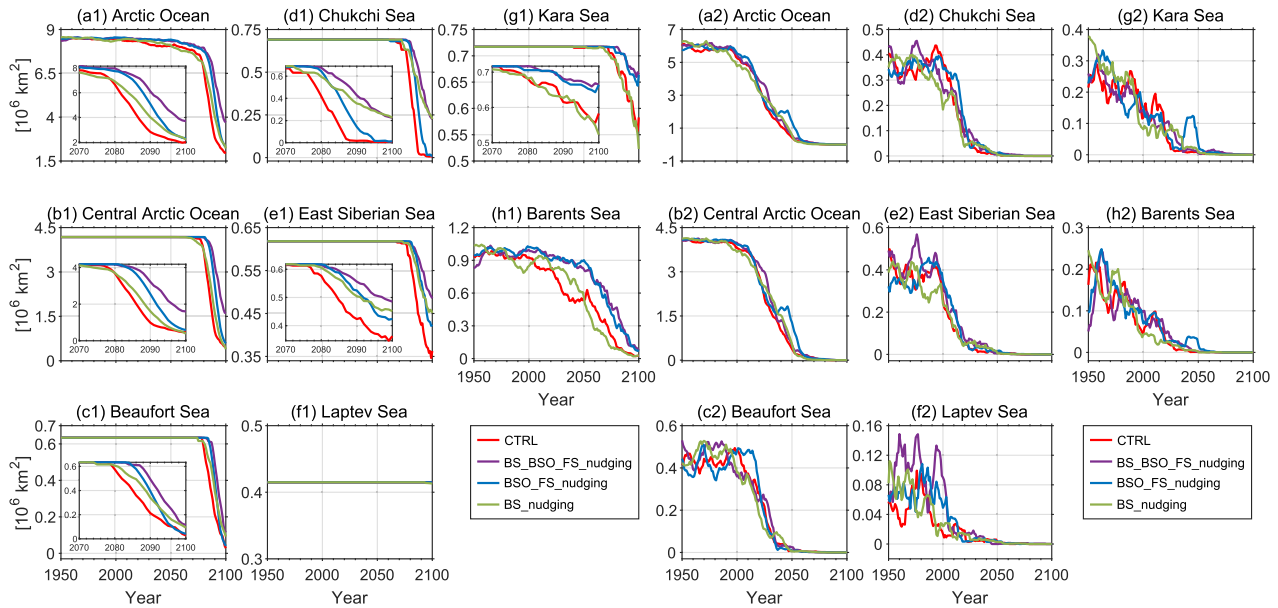 (a1) Arctic Ocean
(d1) Chukchi Sea
(g1) Kara Sea
(a2) Arctic Ocean
(d2) Chukchi Sea
(g2) Kara Sea
[10^6 km^2]
9
6.5
4
1.5
8
6
4
2
2070 2080 2090 2100
1950 2000 2050 2100
0.75
0.5
0.25
0
0.6
0.4
0.2
0
2070 2080 2090 2100
1950 2000 2050 2100
0.75
0.7
0.65
0.6
0.55
0.5
0.7
0.6
0.5
2070 2080 2090 2100
7
5
3
1
-1
0.5
0.4
0.3
0.2
0.1
0
0.4
0.3
0.2
0.1
0
(b1) Central Arctic Ocean
(e1) East Siberian Sea
(h1) Barents Sea
(b2) Central Arctic Ocean
(e2) East Siberian Sea
(h2) Barents Sea
[10^6 km^2]
4.5
3
1.5
0
4
2
0
2070 2080 2090 2100
0.65
0.55
0.45
0.35
0.6
0.5
0.4
2070 2080 2090 2100
1.2
0.9
0.6
0.3
0
1950 2000 2050 2100
Year
4.5
3
1.5
0
0.6
0.4
0.2
0
0.3
0.2
0.1
0
1950 2000 2050 2100
Year
(c1) Beaufort Sea
(f1) Laptev Sea
(c2) Beaufort Sea
(f2) Laptev Sea
[10^6 km^2]
0.7
0.6
0.4
0.2
0
0.6
0.4
0.2
0
2070 2080 2090 2100
1950 2000 2050 2100
Year
0.5
0.4
0.3
1950 2000 2050 2100
Year
CTRL
BS_BSO_FS_nudging
BSO_FS_nudging
BS_nudging
0.6
0.4
0.2
0
1950 2000 2050 2100
Year
0.16
0.12
0.08
0.04
0
1950 2000 2050 2100
Year
CTRL
BS_BSO_FS_nudging
BSO_FS_nudging
BS_nudging